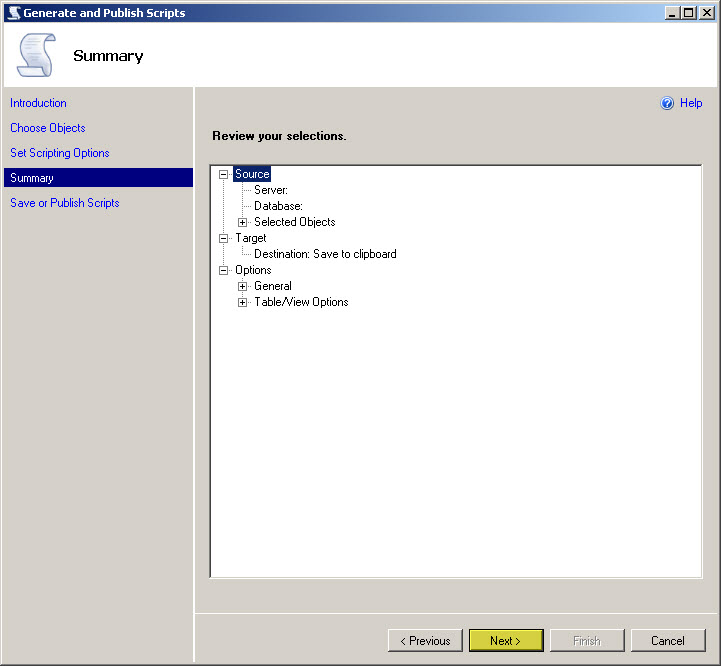 Generate and Publish Scripts
Summary
Introduction
Choose Objects
Set Scripting Options
Summary
Save or Publish Scripts
Help
Review your selections.
Source
Server:
Database:
Selected Objects
Target
Destination: Save to clipboard
Options
General
Table/View Options
< Previous
Next >
Finish
Cancel